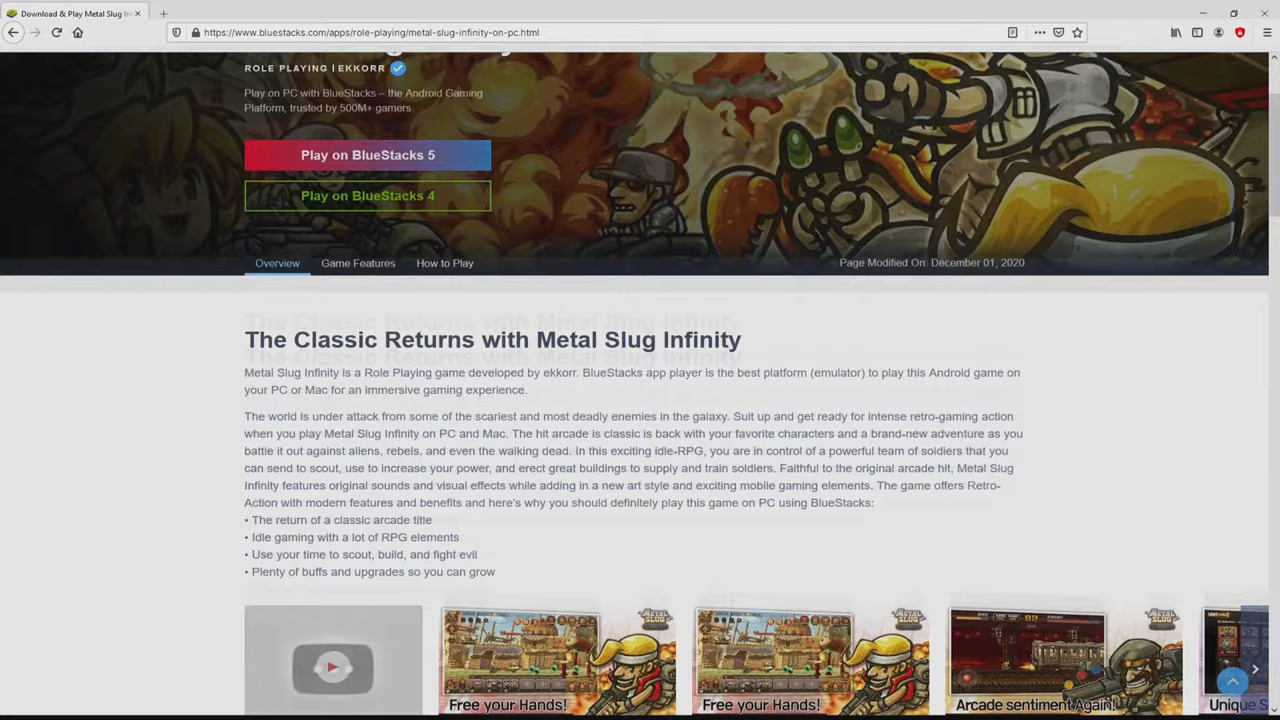 Download & Play Metal Slug In
https://www.bluestacks.com/apps/role-playing/metal-slug-infinity-on-pc.html
ROLE PLAYING | EKKORR
Play on PC with BlueStacks – the Android Gaming
Platform, trusted by 500M+ gamers
Play on BlueStacks 5
Play on BlueStacks 4
Overview Game Features How to Play Page Modified On: December 01, 2020
The Classic Returns with Metal Slug Infinity
Metal Slug Infinity is a Role Playing game developed by ekkorr. BlueStacks app player is the best platform (emulator) to play this Android game on
your PC or Mac for an immersive gaming experience.
The world is under attack from some of the scariest and most deadly enemies in the galaxy. Suit up and get ready for intense retro-gaming action
when you play Metal Slug Infinity on PC and Mac. The hit arcade is classic is back with your favorite characters and a brand-new adventure as you
battle it out against aliens, rebels, and even the walking dead. In this exciting idle-RPG, you are in control of a powerful team of soldiers that you
can send to scout, use to increase your power, and erect great buildings to supply and train soldiers. Faithful to the original arcade hit, Metal Slug
Infinity features original sounds and visual effects while adding in a new art style and exciting mobile gaming elements. The game offers Retro-
Action with modern features and benefits and here's why you should definitely play this game on PC using BlueStacks:
• The return of a classic arcade title
• Idle gaming with a lot of RPG elements
• Use your time to scout, build, and fight evil
• Plenty of buffs and upgrades so you can grow
METAL SLUG
METAL SLUG
METAL SLUG
Free your Hands!
Free your Hands!
Arcade sentiment Again!
Unique S